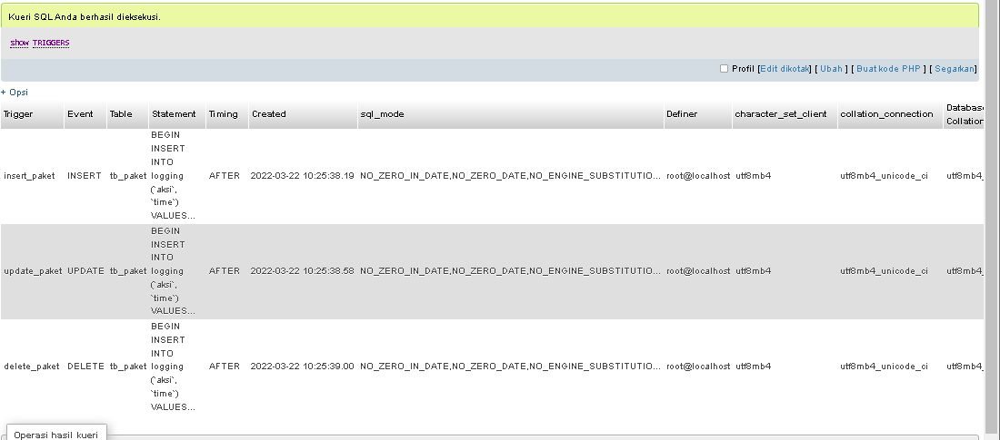 Kueri SQL Anda berhasil dieksekusi.
show TRIGGERS
Profil [Edit dikotak] [ Ubah ] [ Buat kode PHP ] [ Segarkan]
+ Opsi
Trigger Event Table Statement Timing Created sql_mode Definer character_set_client collation_connection Database
Collation
BEGIN
INSERT
INTO
insert_paket INSERT tb_paket logging AFTER 2022-03-22 10:25:38.19 NO_ZERO_IN_DATE,NO_ZERO_DATE,NO_ENGINE_SUBSTITUTIO... root@localhost utf8mb4 utf8mb4_unicode_ci utf8mb4_
(`aksi`,
`time`)
VALUES...
BEGIN
INSERT
INTO
update_paket UPDATE tb_paket logging AFTER 2022-03-22 10:25:38.58 NO_ZERO_IN_DATE,NO_ZERO_DATE,NO_ENGINE_SUBSTITUTIO... root@localhost utf8mb4 utf8mb4_unicode_ci utf8mb4_
(`aksi`,
`time`)
VALUES...
BEGIN
INSERT
INTO
delete_paket DELETE tb_paket logging AFTER 2022-03-22 10:25:39.00 NO_ZERO_IN_DATE,NO_ZERO_DATE,NO_ENGINE_SUBSTITUTIO... root@localhost utf8mb4 utf8mb4_unicode_ci utf8mb4_
(`aksi`,
`time`)
VALUES...
Operasi hasil kueri